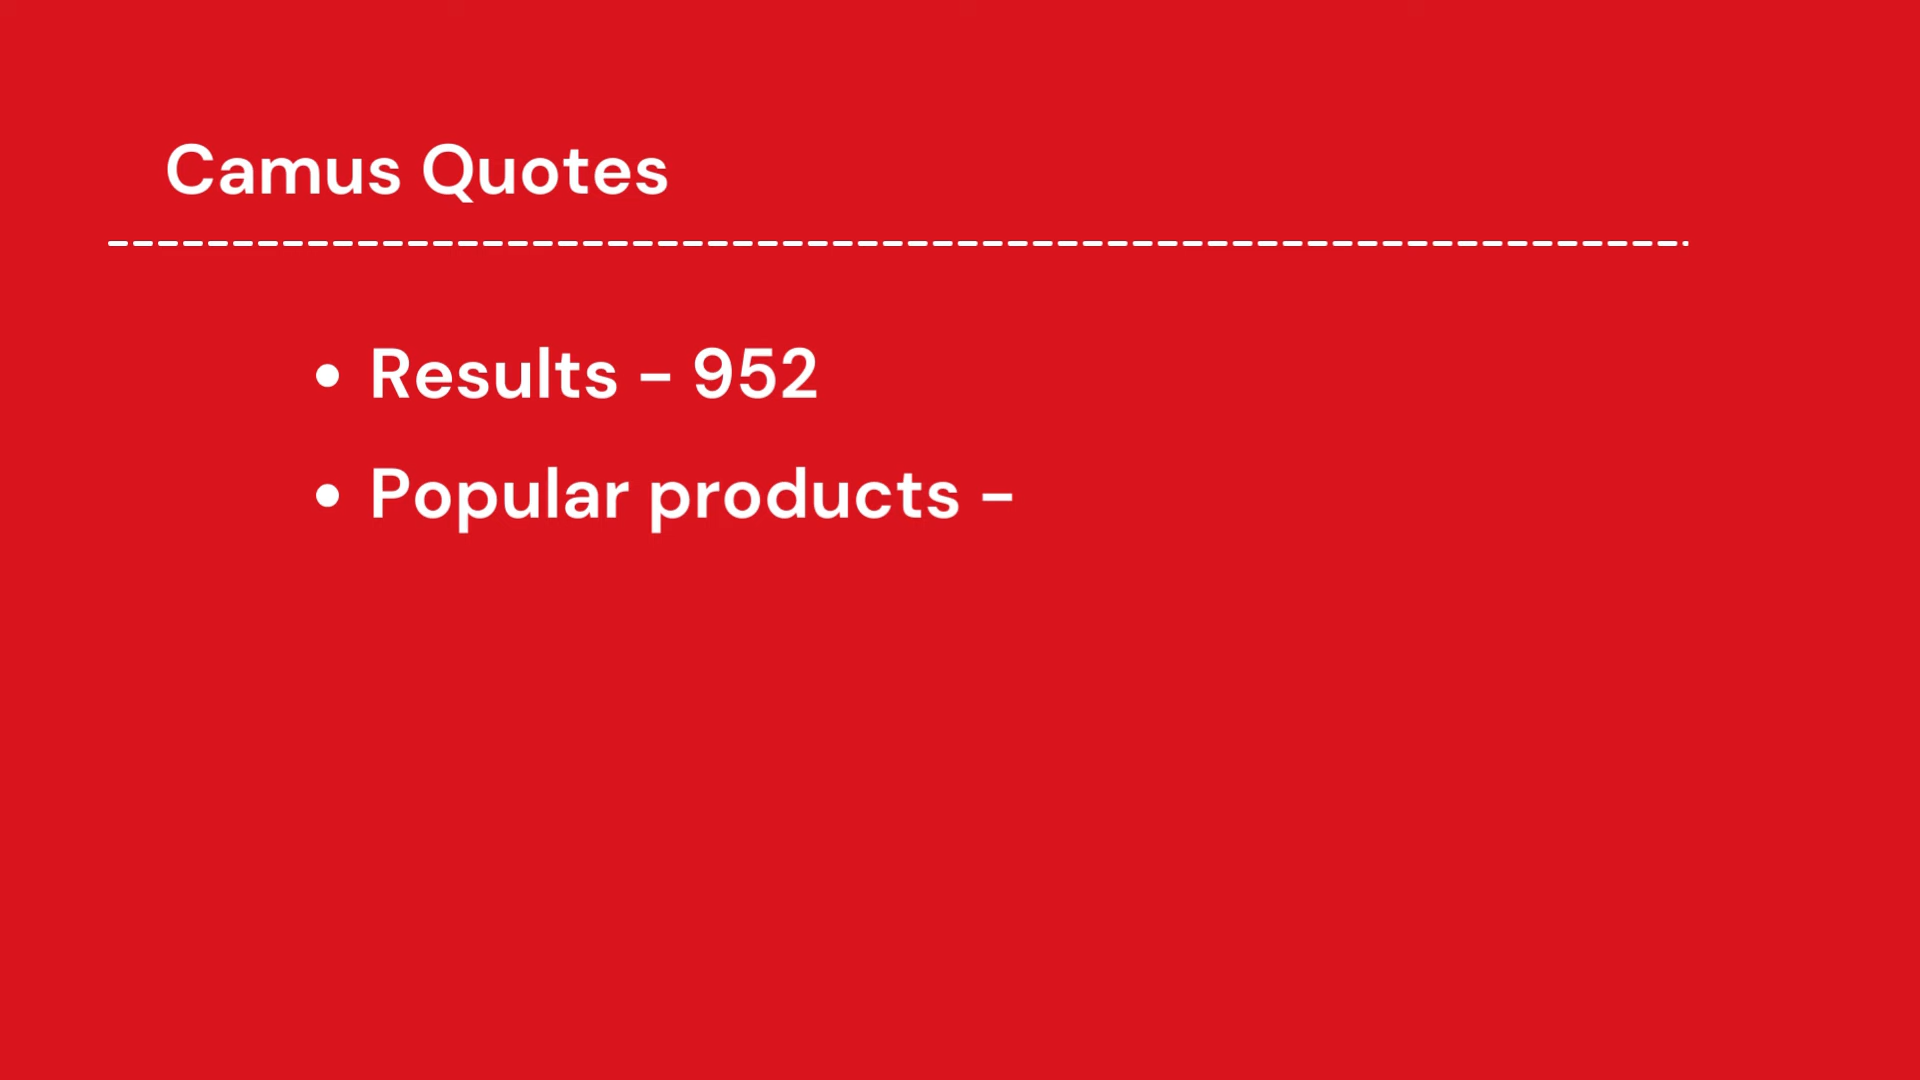 Camus Quotes
• Results - 952
• Popular products -